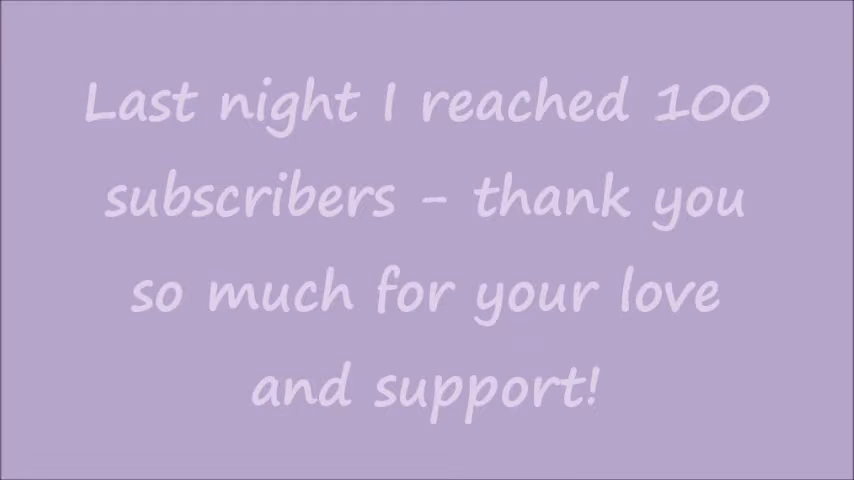 Last night I reached 100
subscribers - thank you
so much for your love
and support!